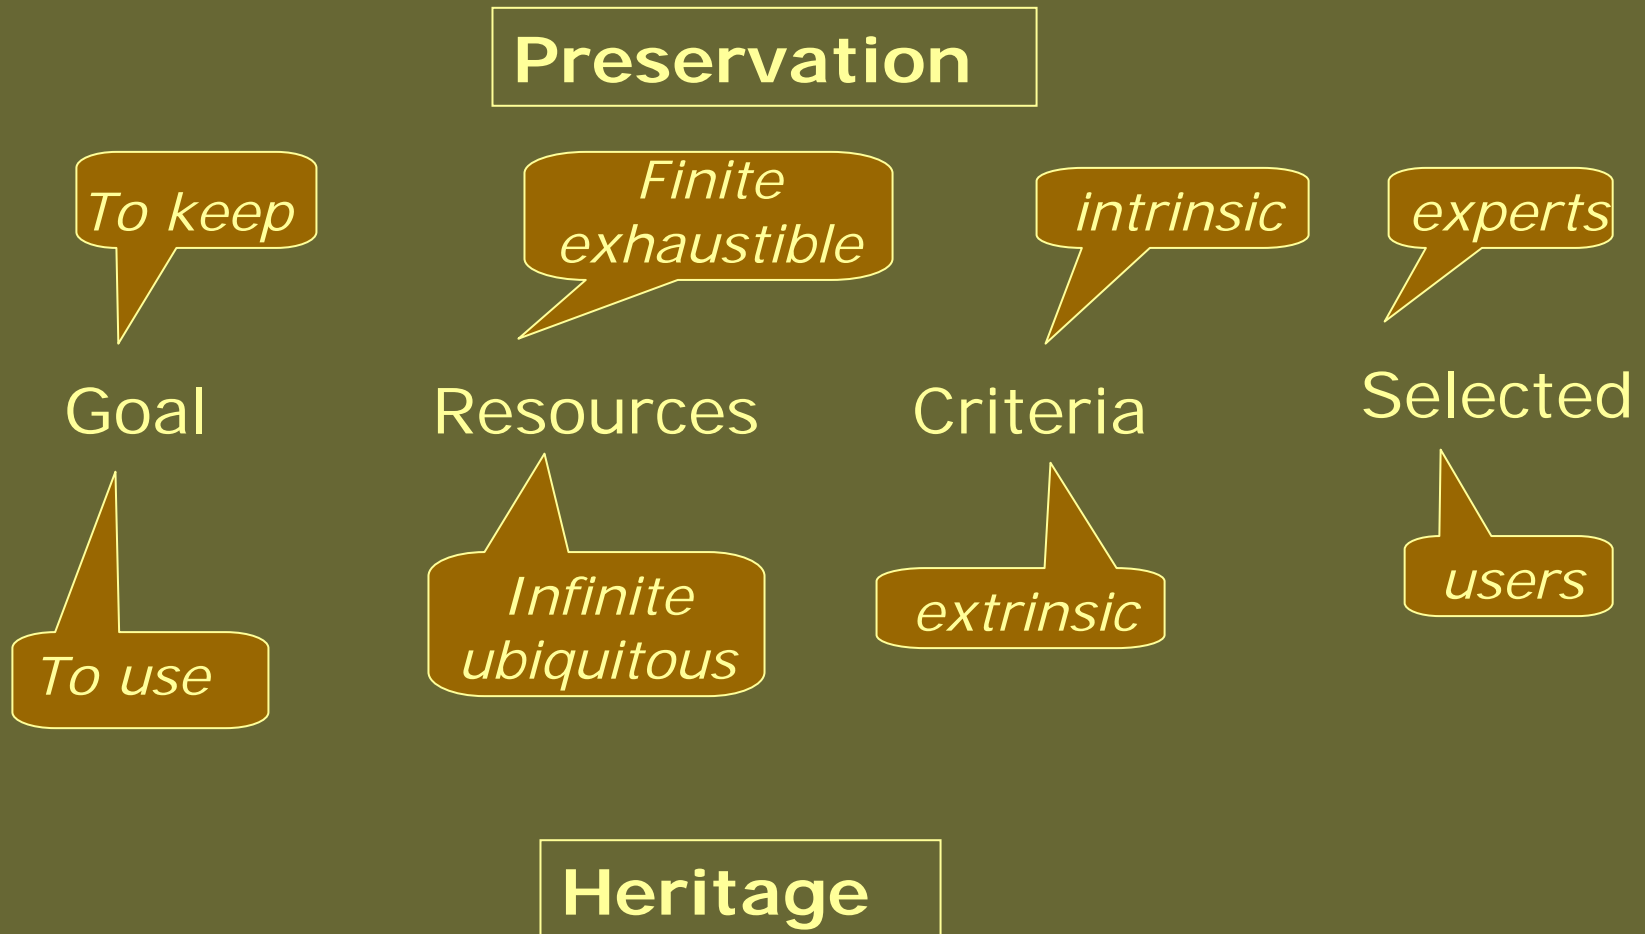 Preservation
To keep
Finite
exhaustible
intrinsic
experts
Goal
Resources
Criteria
Selected
To use
Infinite
ubiquitous
extrinsic
users
Heritage